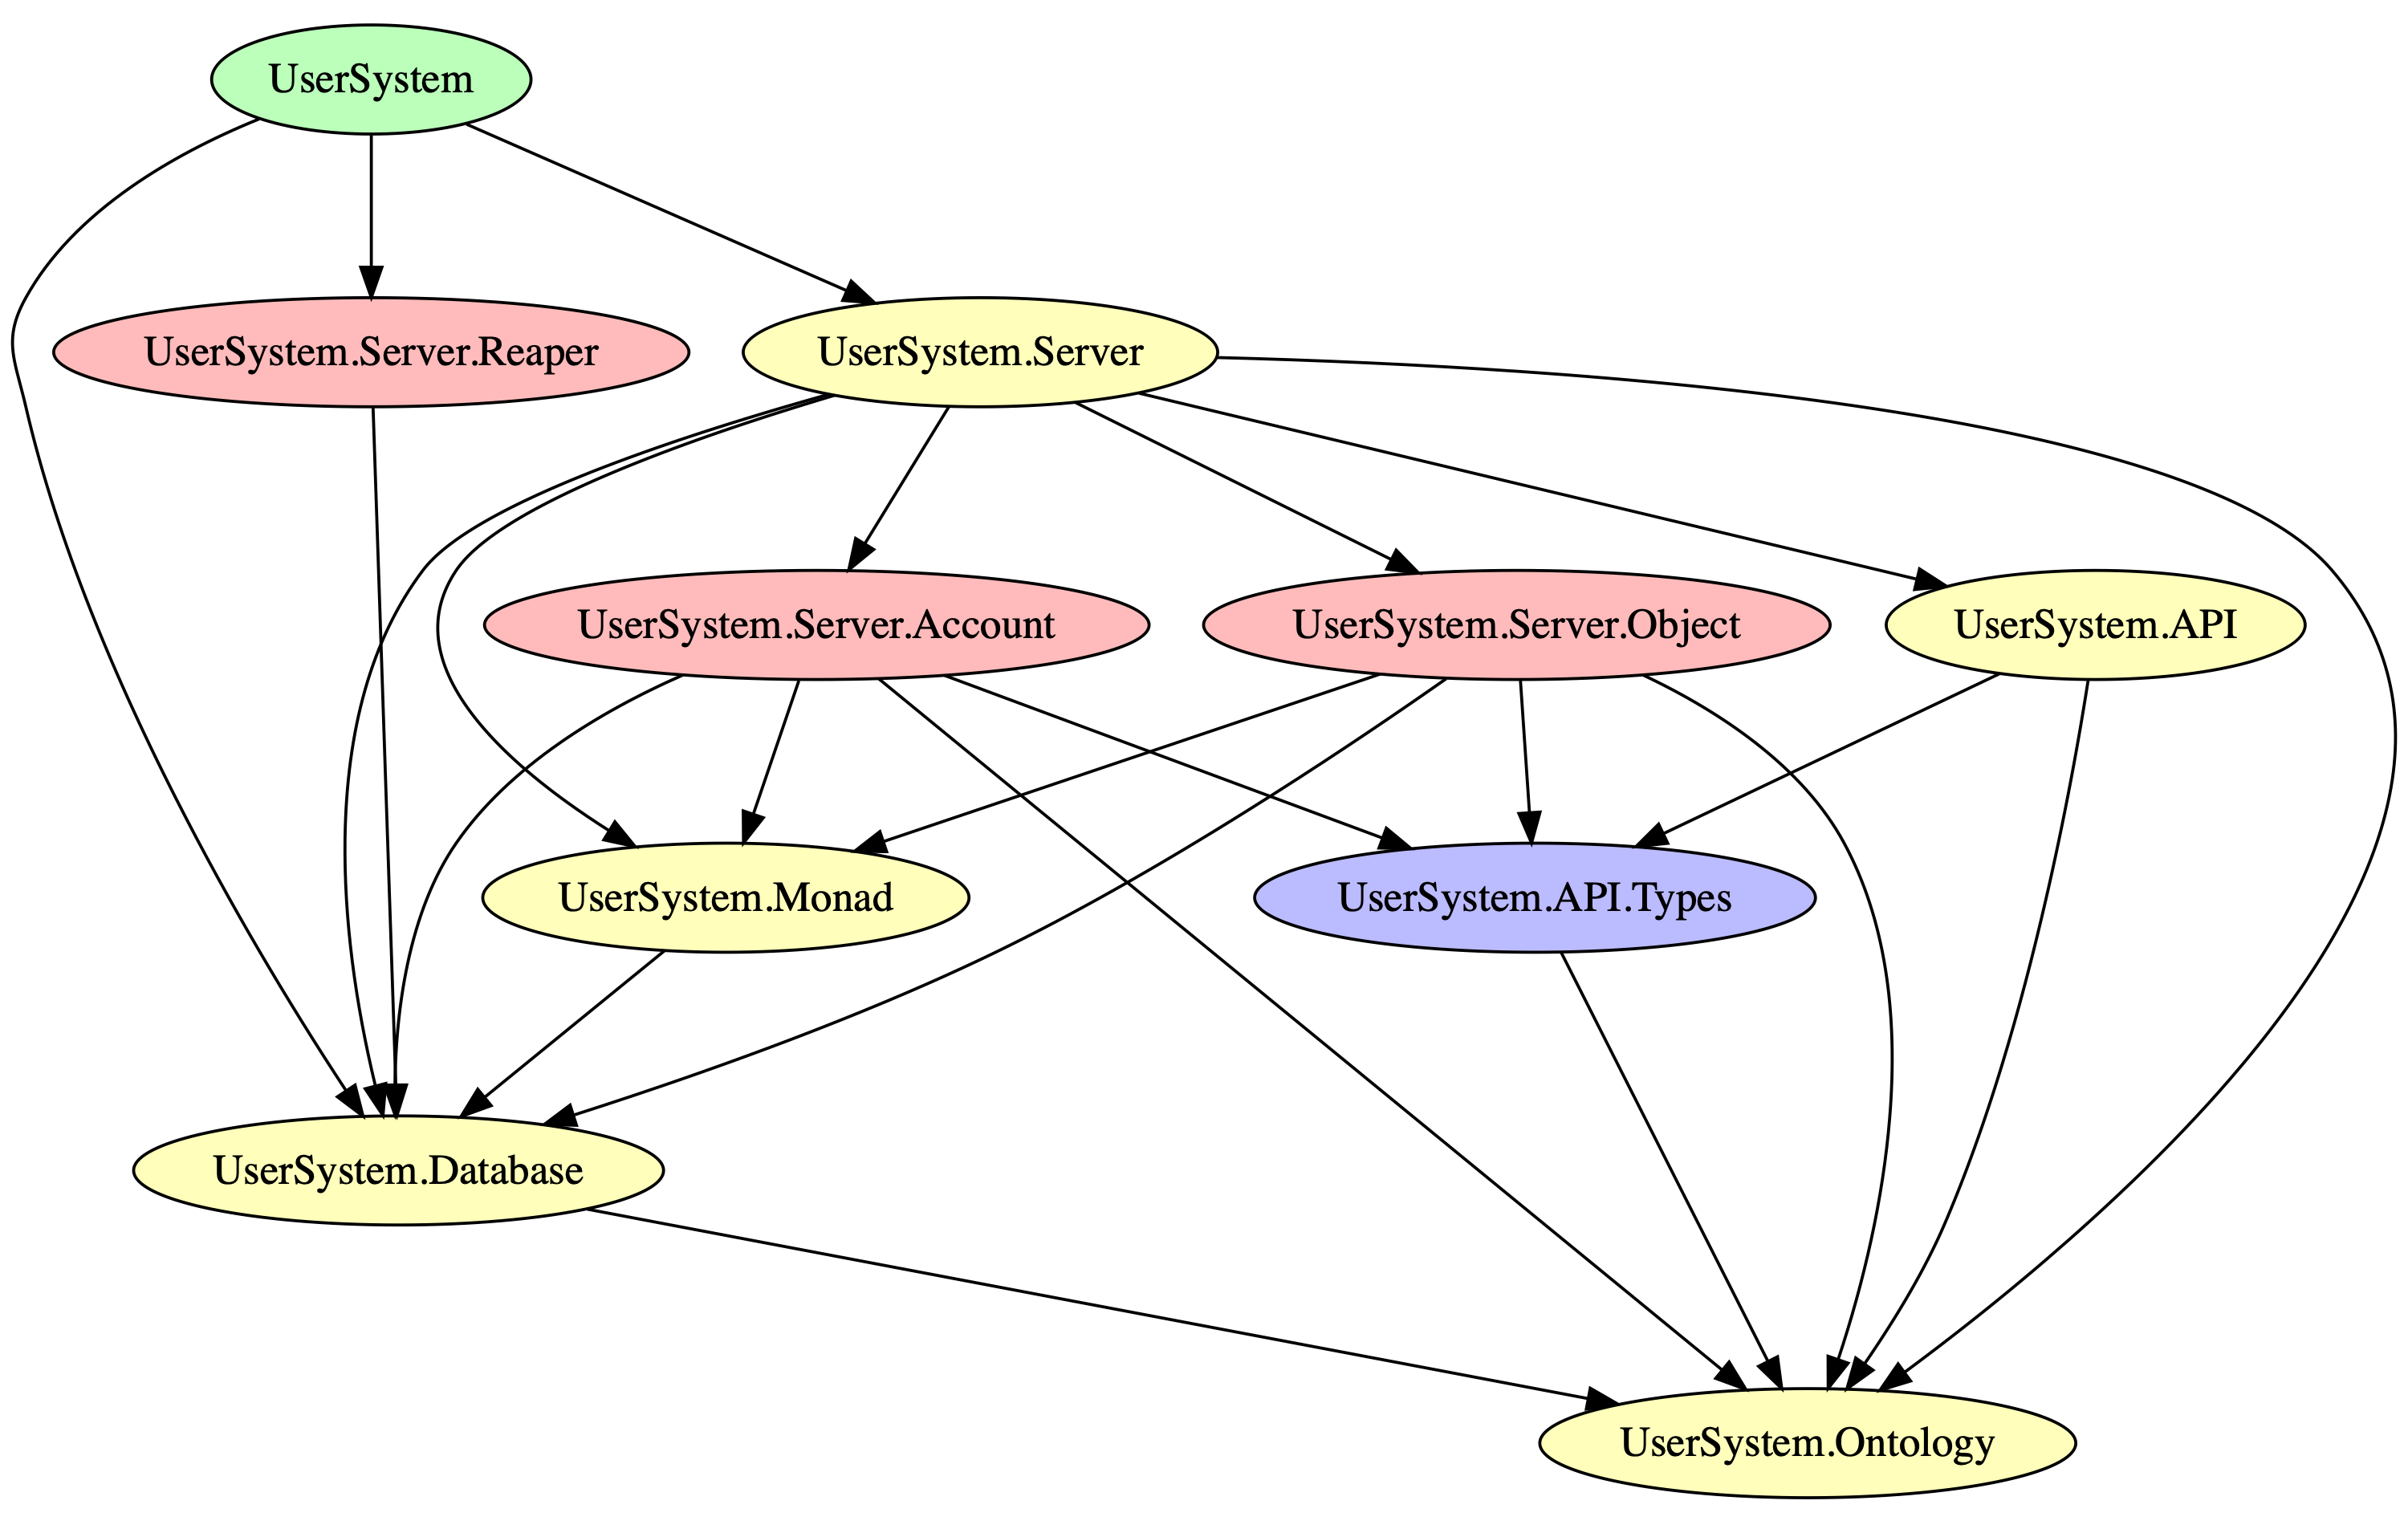 UserSystem
UserSystem.Server.Reaper
UserSystem.Server
UserSystem.Server.Account
UserSystem.Server.Object
UserSystem.API
UserSystem.Monad
UserSystem.API.Types
UserSystem.Database
UserSystem.Ontology